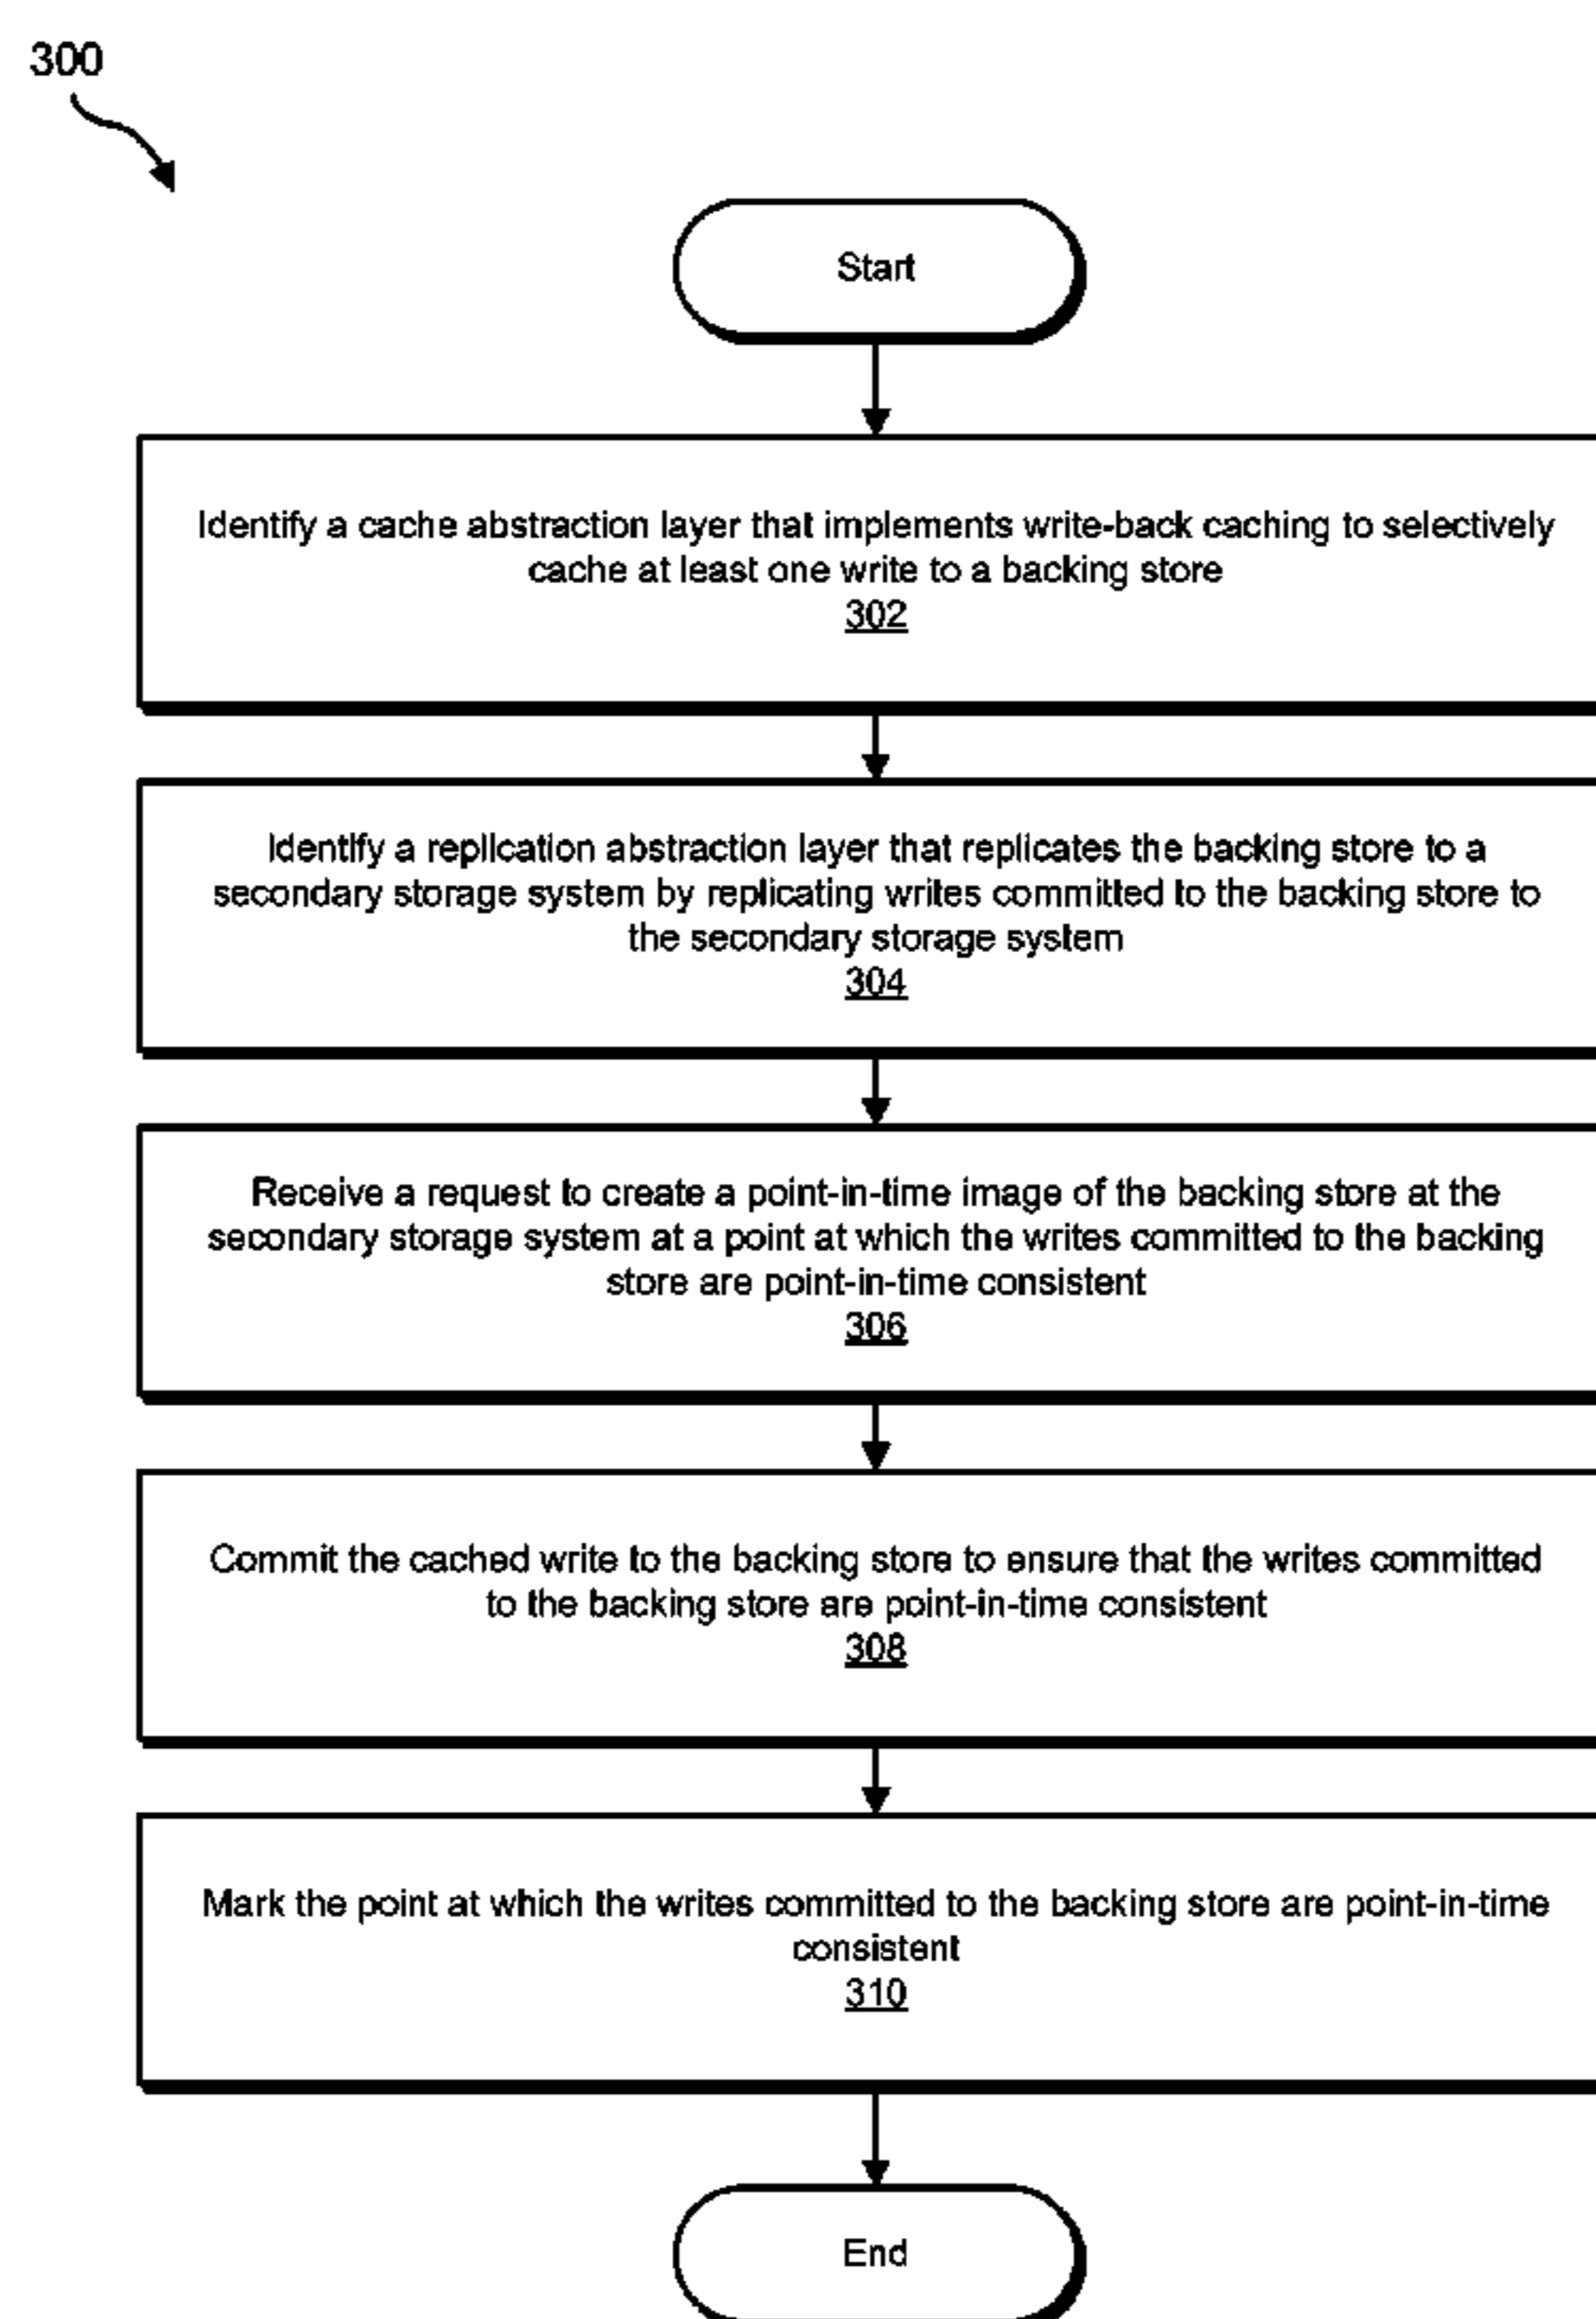 300
Start
Identify a cache abstraction layer that implements write-back caching to selectively
cache at least one write to a backing store
302
Identify a replication abstraction layer that replicates the backing store to a
secondary storage system by replicating writes committed to the backing store to
the secondary storage system
304
Receive a request to create a point-in-time image of the backing store at the
secondary storage system at a point at which the writes committed to the backing
store are point-in-time consistent
306
Commit the cached write to the backing store to ensure that the writes committed
to the backing store are point-in-time consistent
308
Mark the point at which the writes committed to the backing store are point-in-time
consistent
310
End